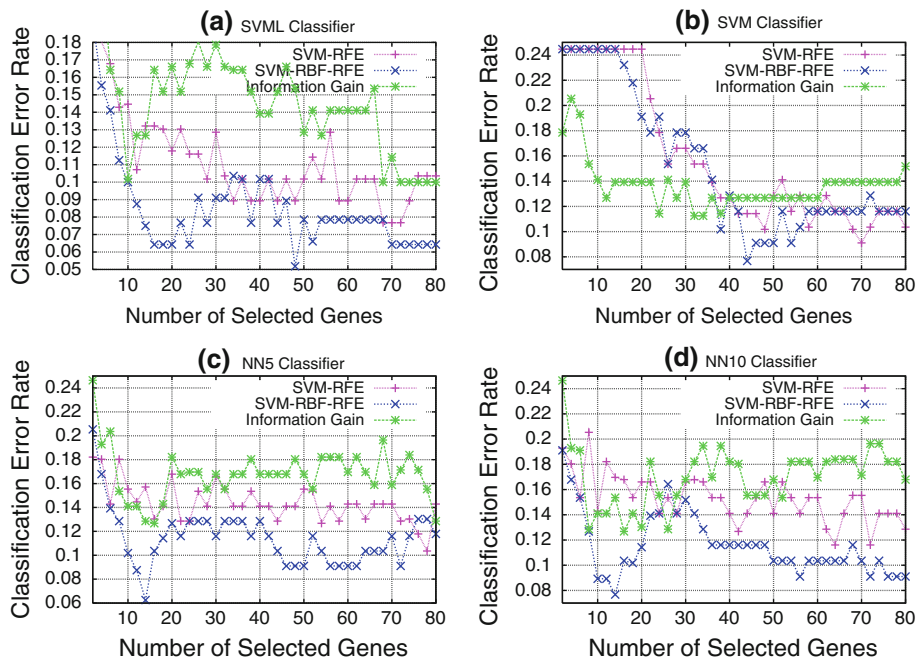 (a) SVML Classifier
Classification Error Rate
0.18
0.17
0.15
0.13
0.12
0.1
0.09
0.08
0.06
0.05
SVM-RFE
SVM-RBF-RFE
Information Gain
10 20 30 40 50 60 70 80
Number of Selected Genes
(b) SVM Classifier
Classification Error Rate
0.24
0.22
0.2
0.18
0.16
0.14
0.12
0.1
0.08
SVM-RFE
SVM-RBF-RFE
Information Gain
10 20 30 40 50 60 70 80
Number of Selected Genes
(c) NN5 Classifier
Classification Error Rate
0.24
0.22
0.2
0.18
0.16
0.14
0.12
0.1
0.08
0.06
SVM-RFE
SVM-RBF-RFE
Information Gain
10 20 30 40 50 60 70 80
Number of Selected Genes
(d) NN10 Classifier
Classification Error Rate
0.24
0.22
0.2
0.18
0.16
0.14
0.12
0.1
0.08
SVM-RFE
SVM-RBF-RFE
Information Gain
10 20 30 40 50 60 70 80
Number of Selected Genes